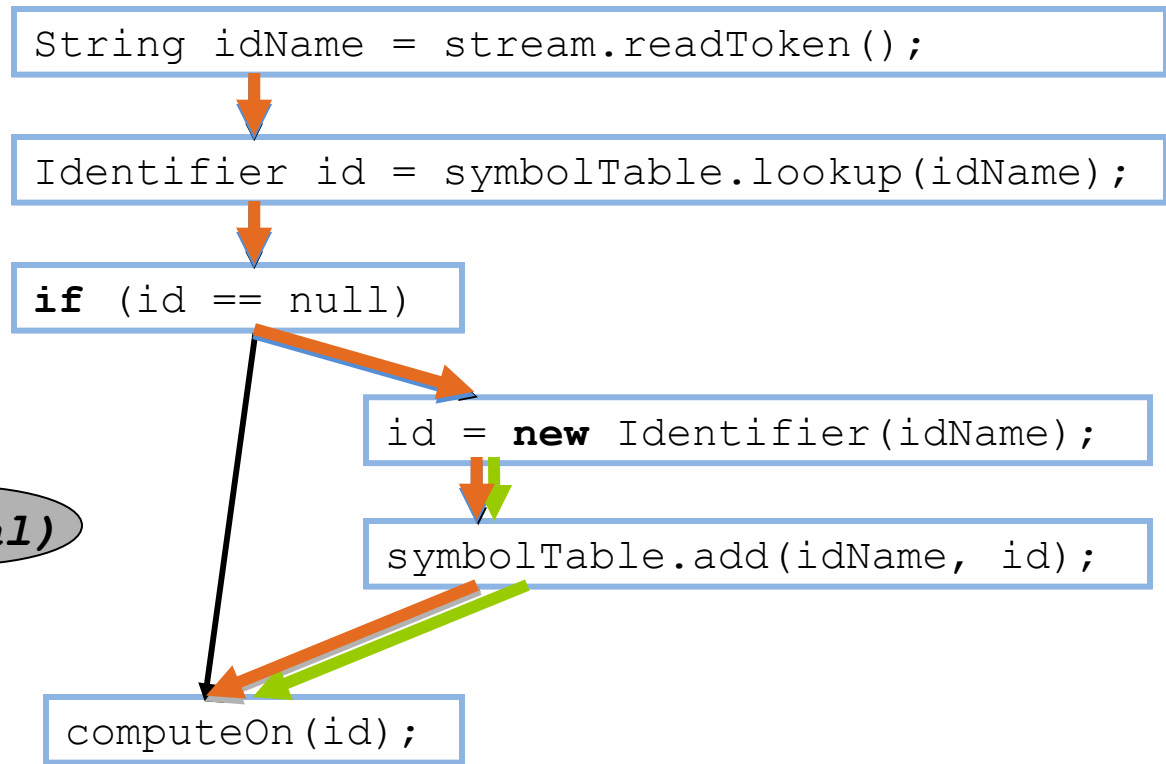 String idName = stream.readToken();
Identifier id = symbolTable.lookup(idName);
if (id == null)
id = new Identifier(idName);
symbolTable.add(idName, id);
computeOn(id);